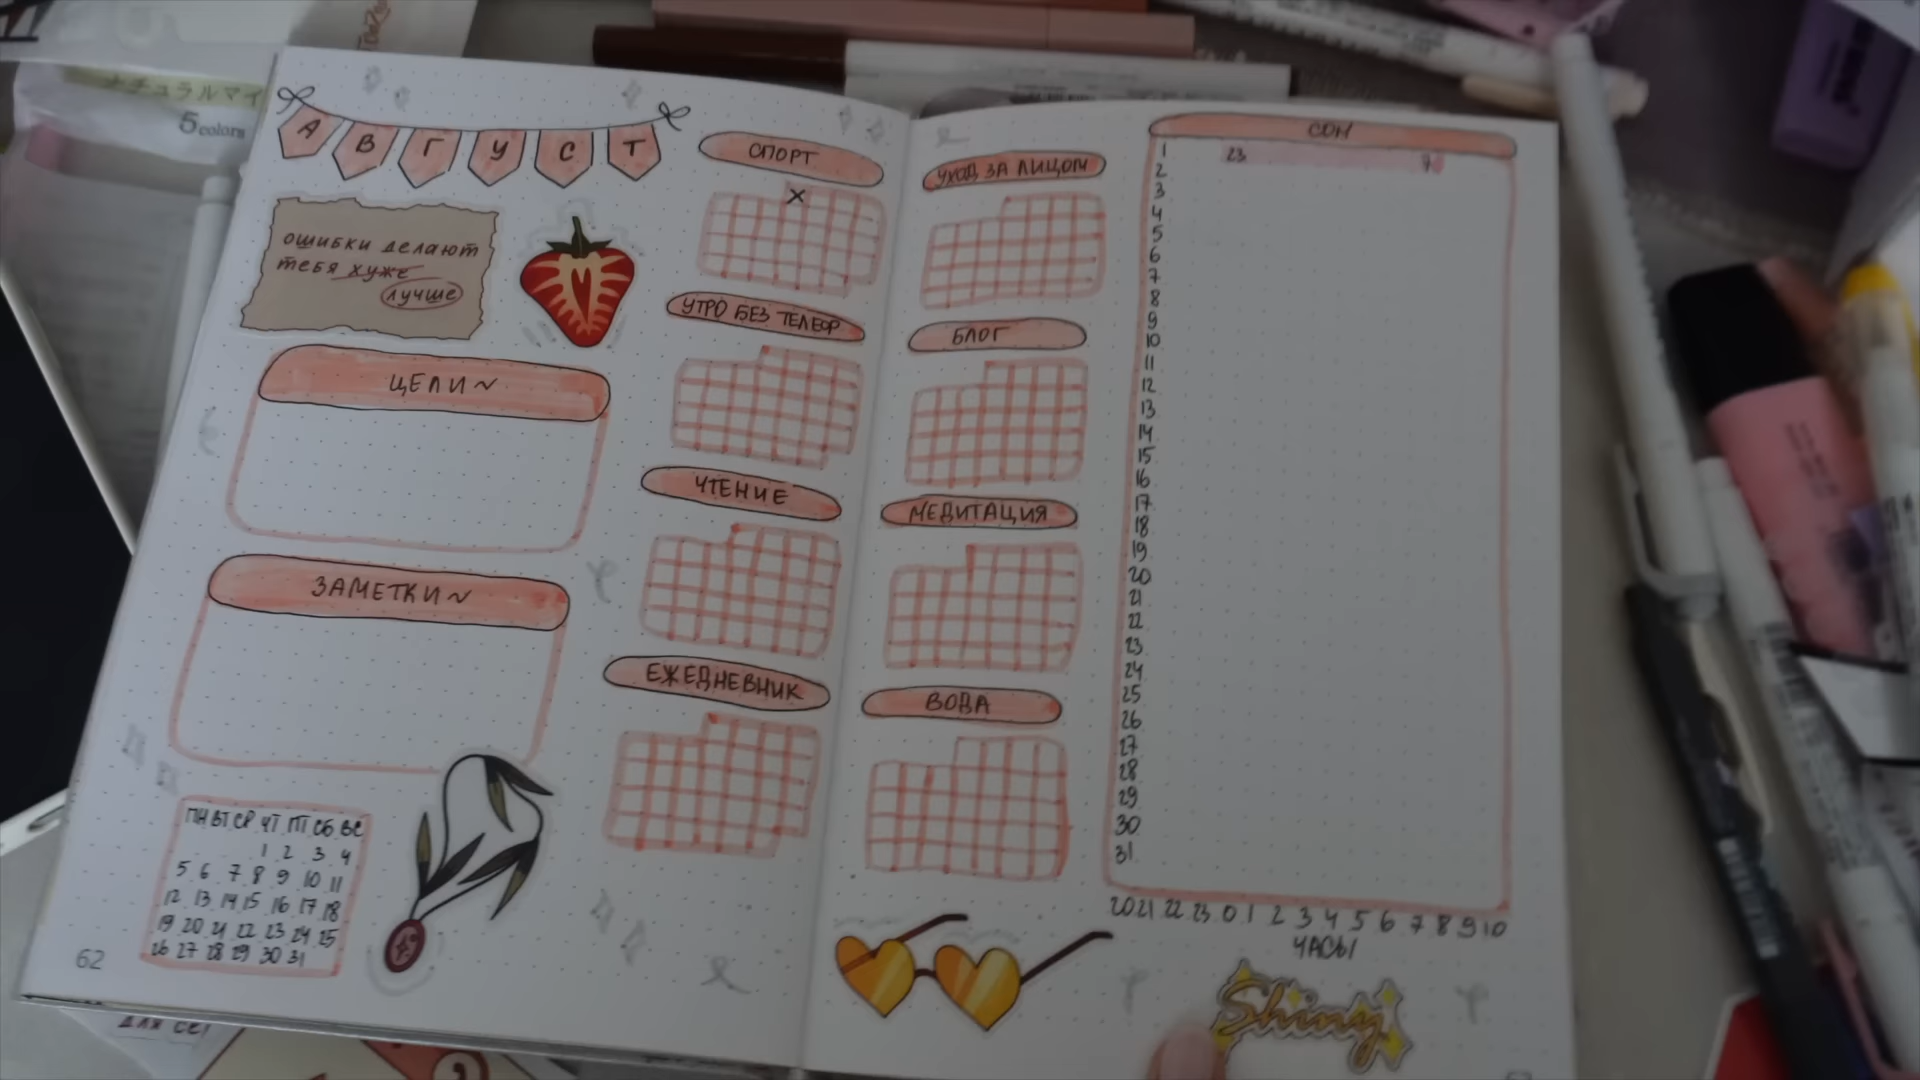 5 colors
АВГУСТ
ошибки делают
тебя хуже
лучше
ЦЕЛИ~
ЗАМЕТКИ~
ПН ВТ СР ЧТ ПТ СБ ВС
1 2 3 4
5 6 7 8 9 10 11
12 13 14 15 16 17 18
19 20 21 22 23 24 25
26 27 28 29 30 31
62
СПОРТ
X
УТРО БЕЗ ТЕЛЕФ
ЧТЕНИЕ
ЕЖЕДНЕВНИК
УХОД ЗА ЛИЦОМ
БЛОГ
МЕДИТАЦИЯ
ВОДА
СОН
1 23 7
2
3
4
5
6
7
8
9
10
11
12
13
14
15
16
17
18
19
20
21
22
23
24
25
26
27
28
29
30
31
20 21 22 23 0 1 2 3 4 5 6 7 8 9 10
ЧАСЫ
Shiny